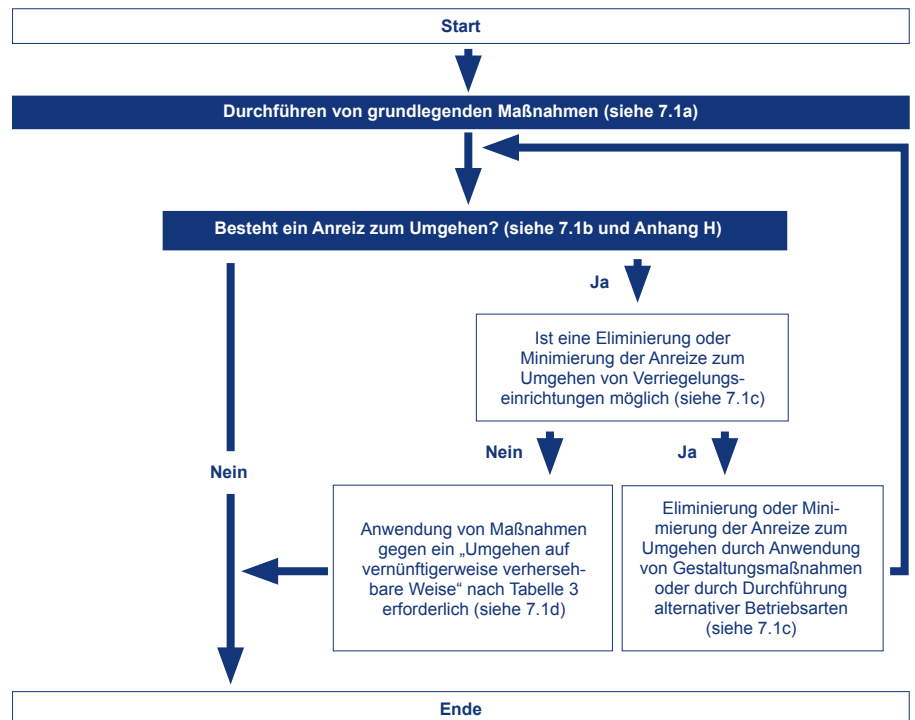 Start
Durchführen von grundlegenden Maßnahmen (siehe 7.1a)
Besteht ein Anreiz zum Umgehen? (siehe 7.1b und Anhang H)
Ja
Ist eine Eliminierung oder
Minimierung der Anreize zum
Umgehen von Verriegelungs-
einrichtungen möglich (siehe 7.1c)
Nein
Ja
Nein
Anwendung von Maßnahmen
gegen ein „Umgehen auf
vernünftigerweise verherseh-
bare Weise“ nach Tabelle 3
erforderlich (siehe 7.1d)
Eliminierung oder Mini-
mierung der Anreize zum
Umgehen durch Anwendung
von Gestaltungsmaßnahmen
oder durch Durchführung
alternativer Betriebsarten
(siehe 7.1c)
Ende